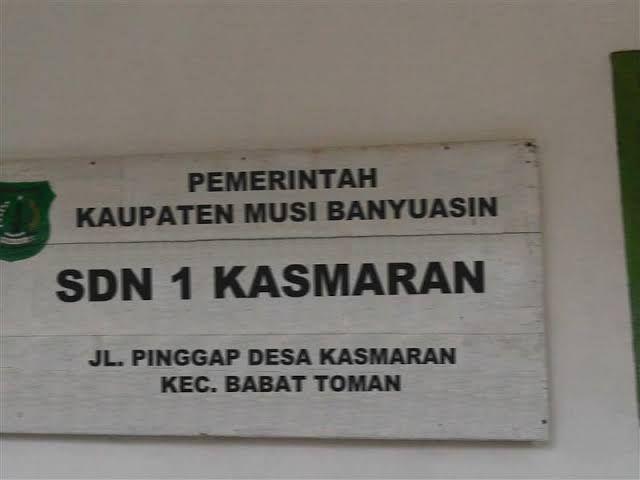 PEMERINTAH
KAUPATEN MUSI BANYUASIN
SDN 1 KASMARAN
JL. PINGGAP DESA KASMARAN
KEC. BABAT TOMAN